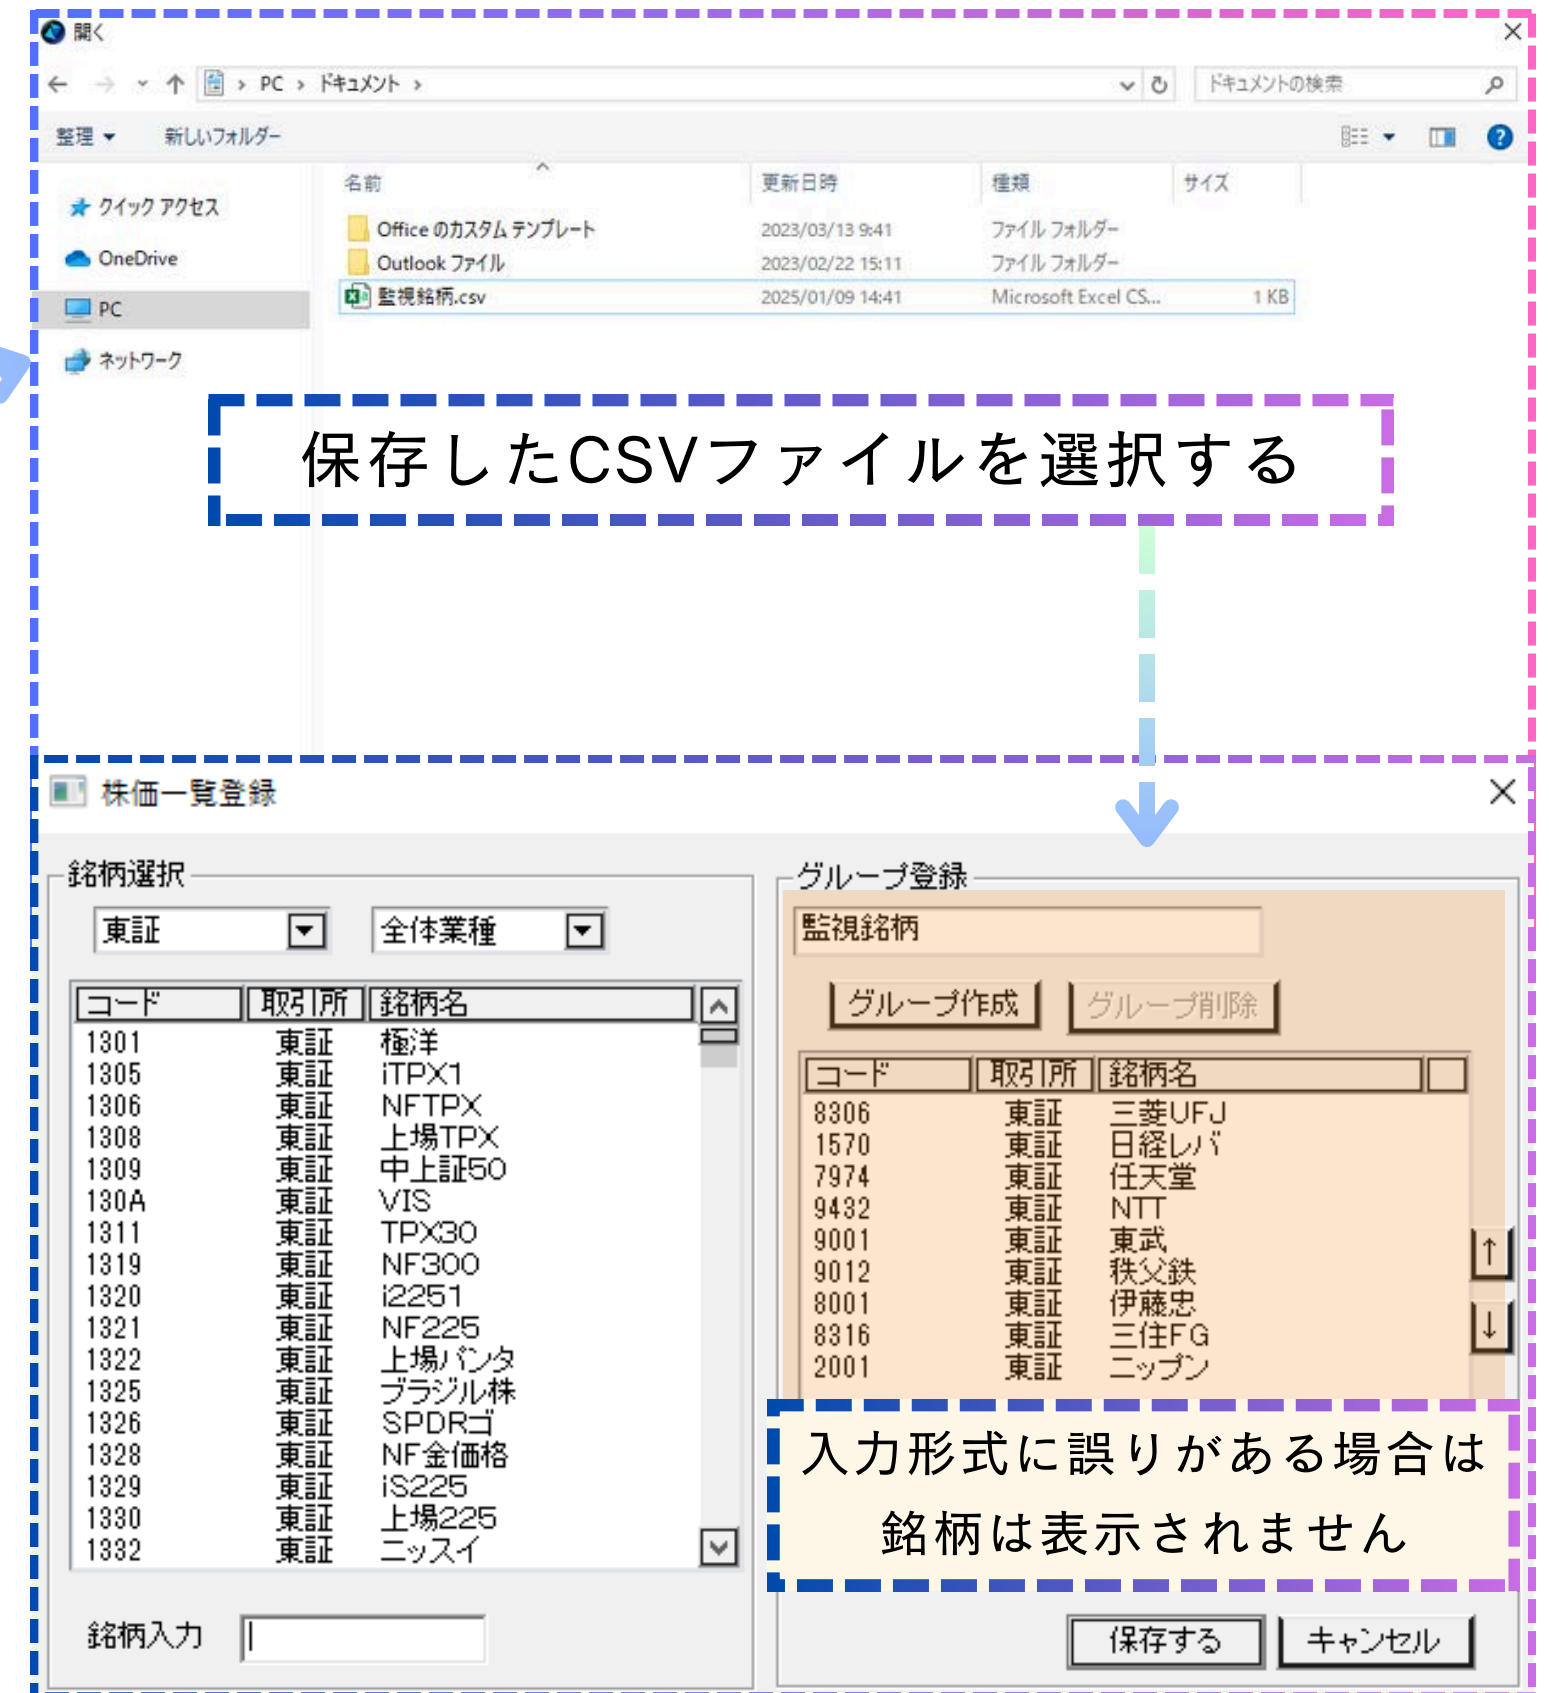 開く
PC › ドキュメント ›
ドキュメントの検索
整理 新しいフォルダー
名前 更新日時 種類 サイズ
クイック アクセス
OneDrive
PC
ネットワーク
Office のカスタム テンプレート 2023/03/13 9:41 ファイル フォルダー
Outlook ファイル 2023/02/22 15:11 ファイル フォルダー
監視銘柄.csv 2025/01/09 14:41 Microsoft Excel CS... 1 KB
保存したCSVファイルを選択する
株価一覧登録
銘柄選択
東証 全体業種
コード 取引所 銘柄名
1301 東証 極洋
1305 東証 iTPX1
1306 東証 NFTPX
1308 東証 上場TPX
1309 東証 中上証50
130A 東証 VIS
1311 東証 TPX30
1319 東証 NF300
1320 東証 i2251
1321 東証 NF225
1322 東証 上場パンタ
1325 東証 ブラジル株
1326 東証 SPDRゴ
1328 東証 NF金価格
1329 東証 iS225
1330 東証 上場225
1332 東証 ニッスイ
銘柄入力
グループ登録
監視銘柄
グループ作成 グループ削除
コード 取引所 銘柄名
8306 東証 三菱UFJ
1570 東証 日経レバ
7974 東証 任天堂
9432 東証 NTT
9001 東証 東武
9012 東証 秩父鉄
8001 東証 伊藤忠
8316 東証 三住FG
2001 東証 ニップン
↑
↓
入力形式に誤りがある場合は
銘柄は表示されません
保存する キャンセル